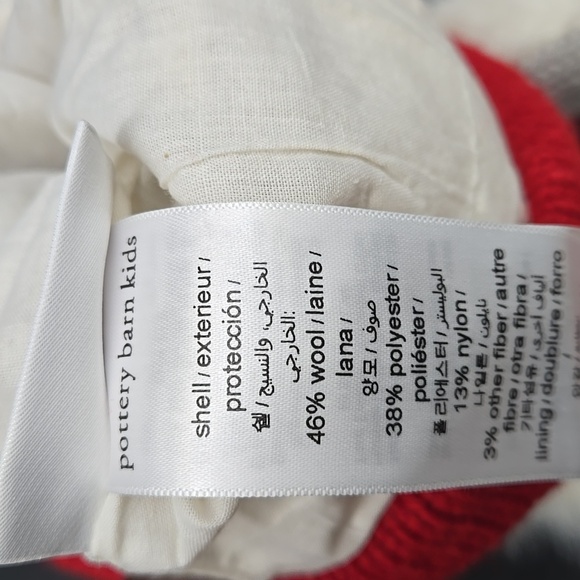 pottery barn kids
shell / exterieur /
protección /
쉘 / الخارجي، والنسيج
الخارجي:
46% wool / laine /
lana /
양모 / صوف
38% polyester /
poliéster /
폴리에스터 / البوليستر
13% nylon /
나일론 / نايلون
3% other fiber / autre
fibre / otra fibra /
기타섬유 / ألياف أخرى
lining / doublure / forro